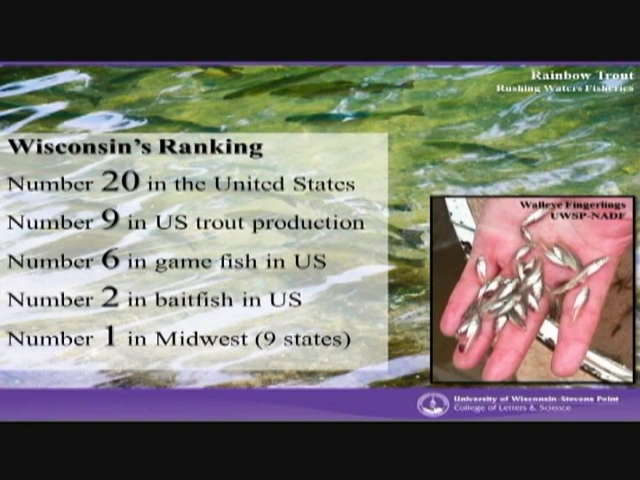 Rainbow Trout
Rushing Waters Fisheries
Wisconsin's Ranking
Number 20 in the United States
Number 9 in US trout production
Number 6 in game fish in US
Number 2 in baitfish in US
Number 1 in Midwest (9 states)
Walleye Fingerlings
UWSP-NADF
University of Wisconsin-Stevens Point
College of Letters & Science